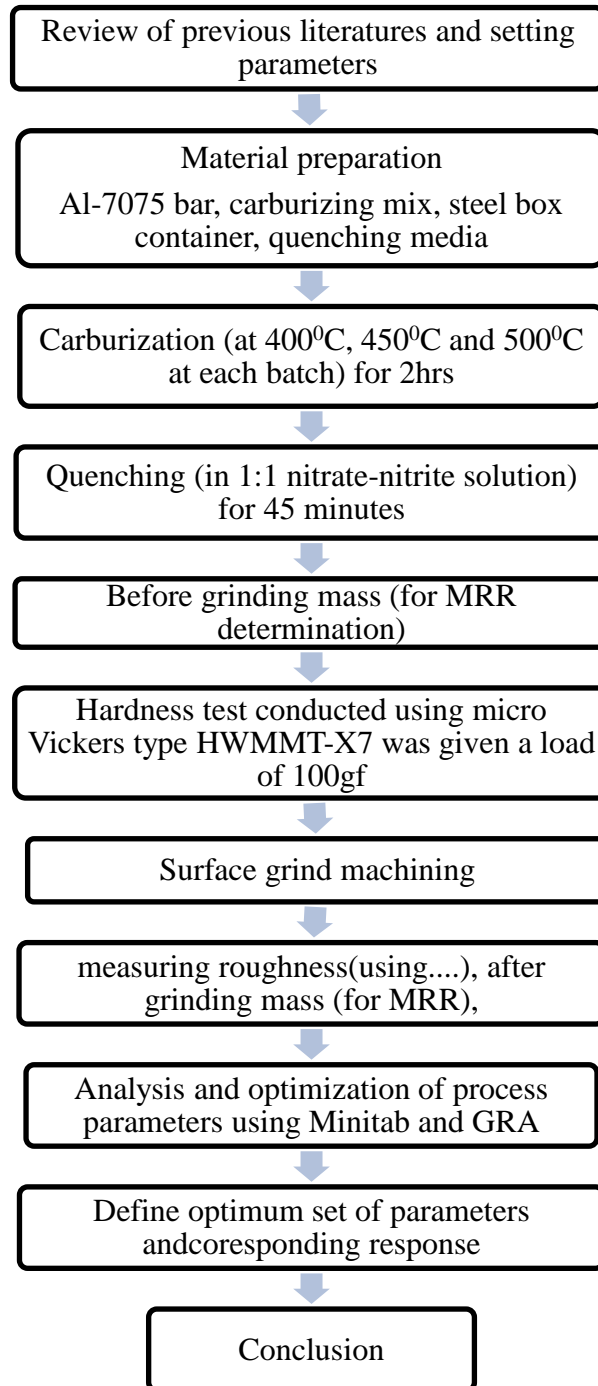 Review of previous literatures and setting
parameters
Material preparation
Al-7075 bar, carburizing mix, steel box
container, quenching media
Carburization (at 400⁰C, 450⁰C and 500⁰C
at each batch) for 2hrs
Quenching (in 1:1 nitrate-nitrite solution)
for 45 minutes
Before grinding mass (for MRR
determination)
Hardness test conducted using micro
Vickers type HWMMT-X7 was given a load
of 100gf
Surface grind machining
measuring roughness(using....), after
grinding mass (for MRR),
Analysis and optimization of process
parameters using Minitab and GRA
Define optimum set of parameters
andcoresponding response
Conclusion